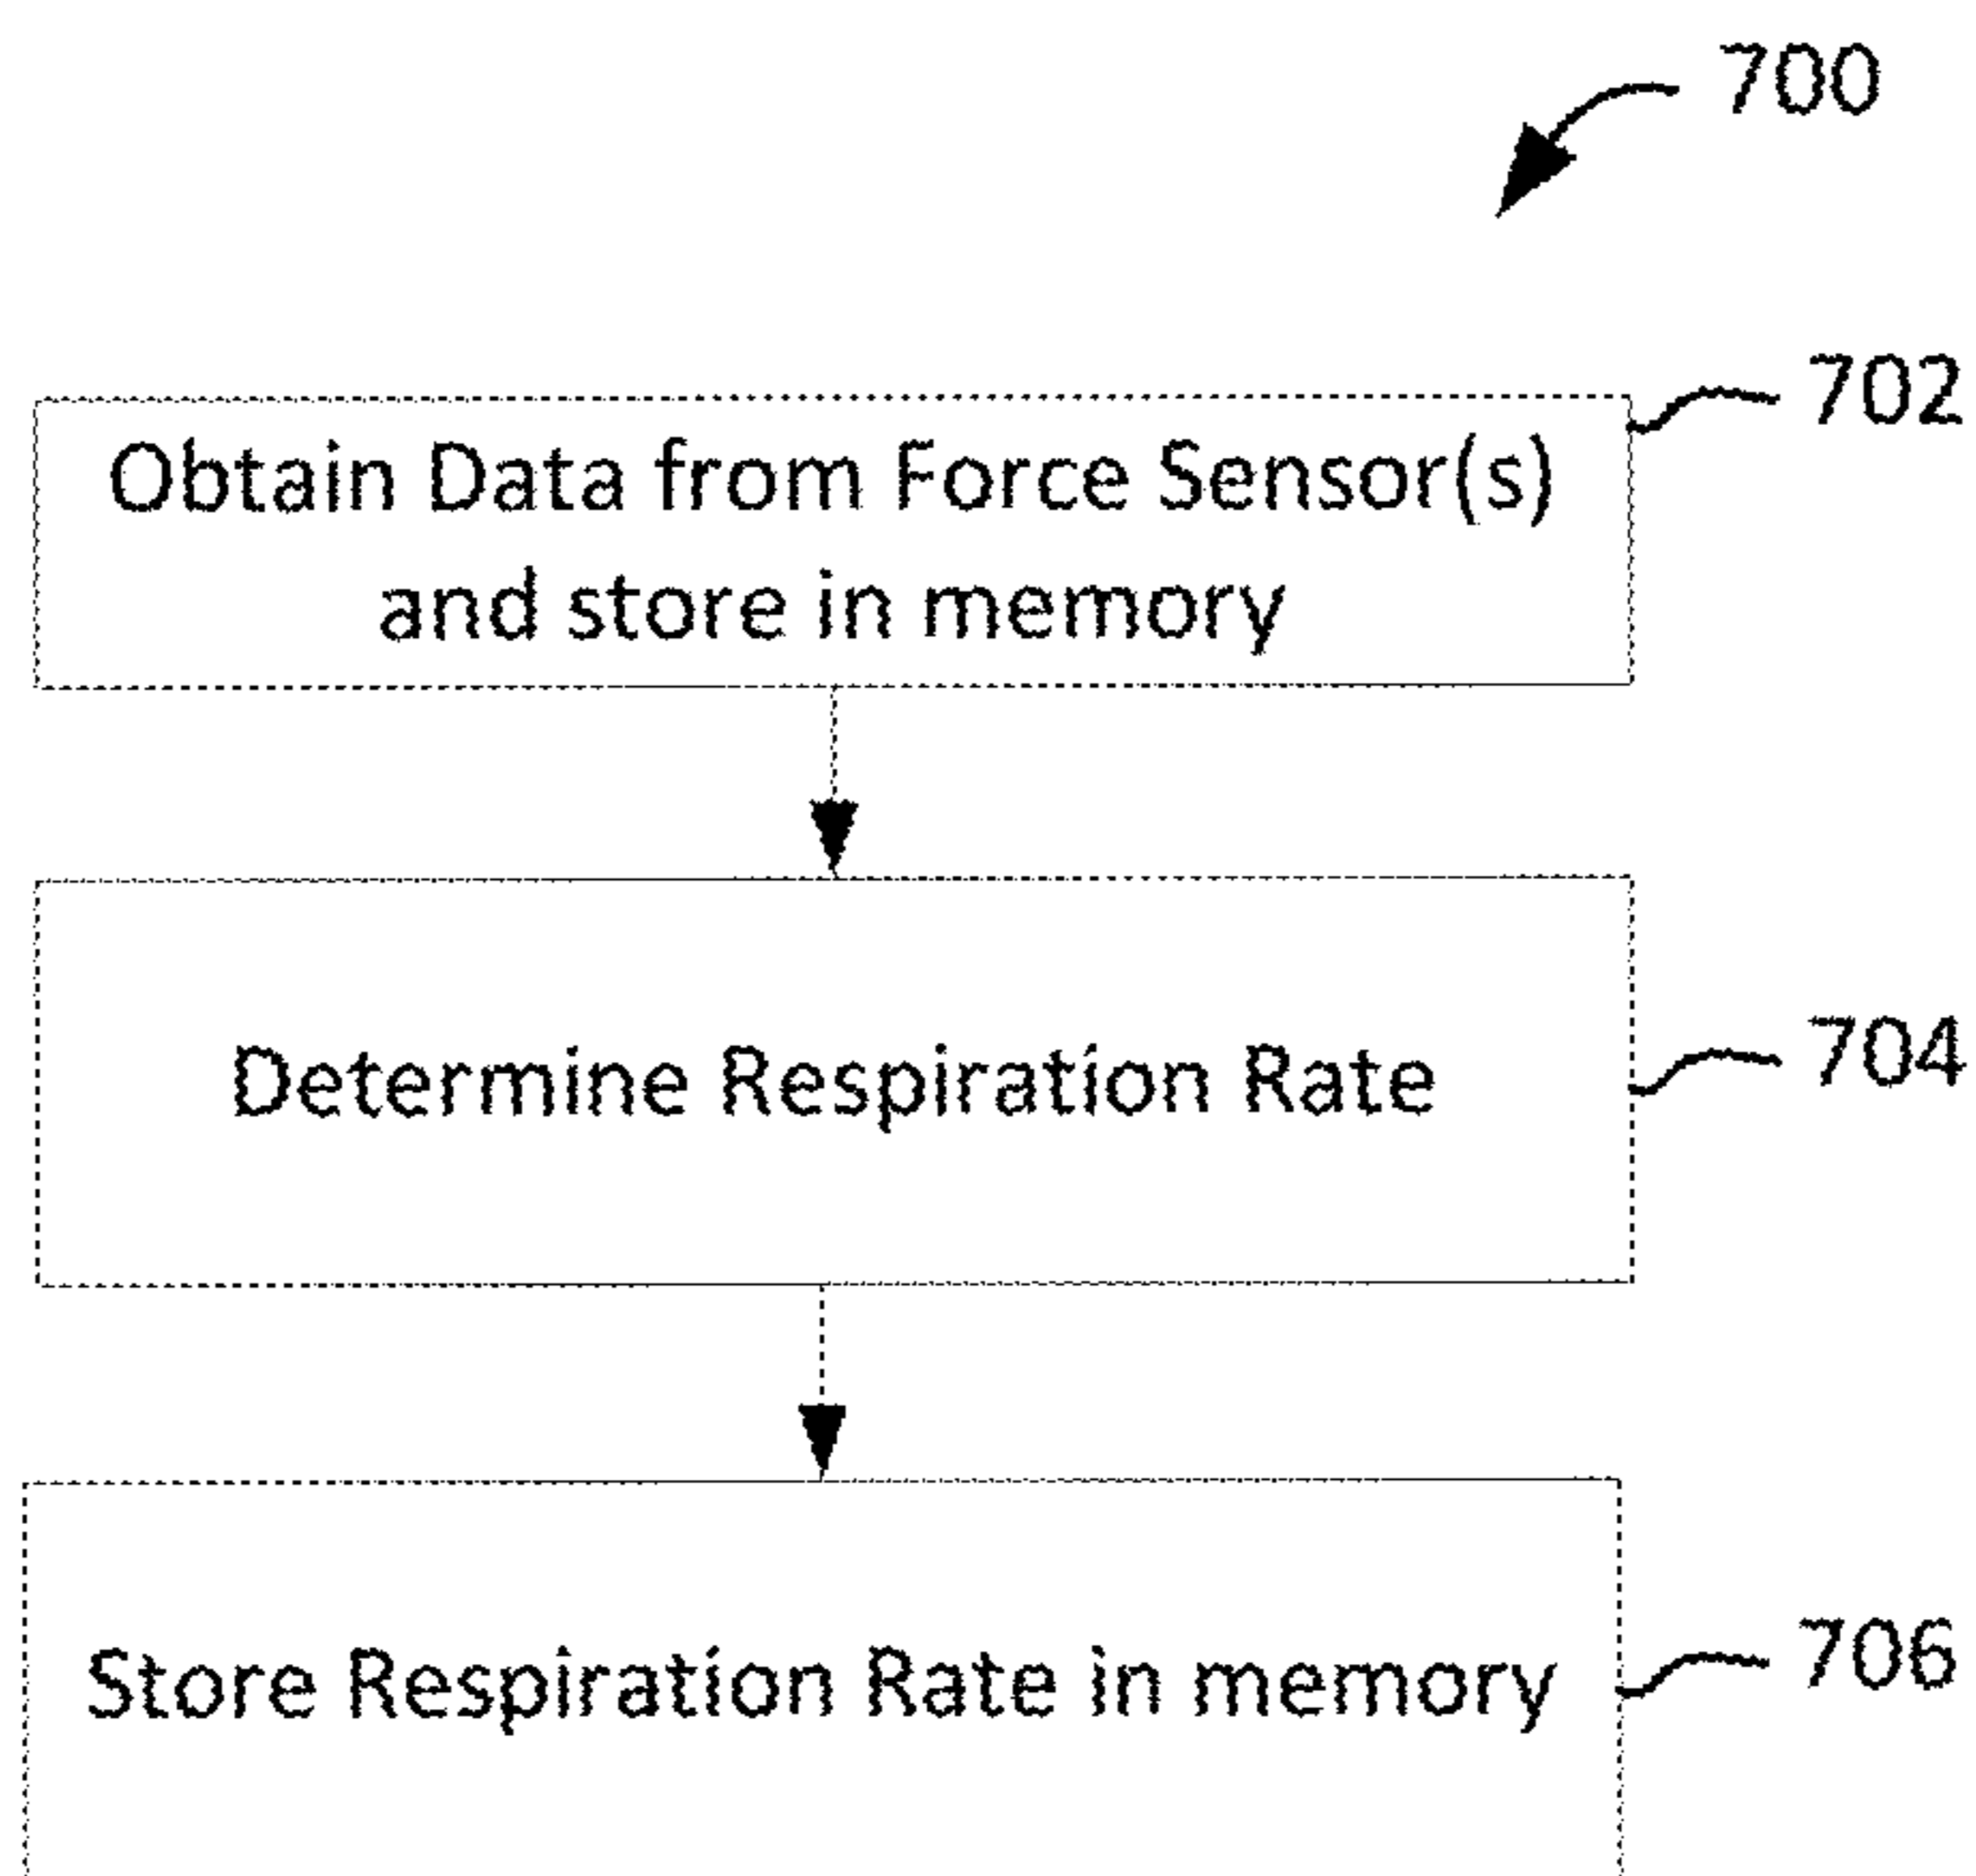 700
702
Obtain Data from Force Sensor(s)
and store in memory
Determine Respiration Rate
704
Store Respiration Rate in memory
706